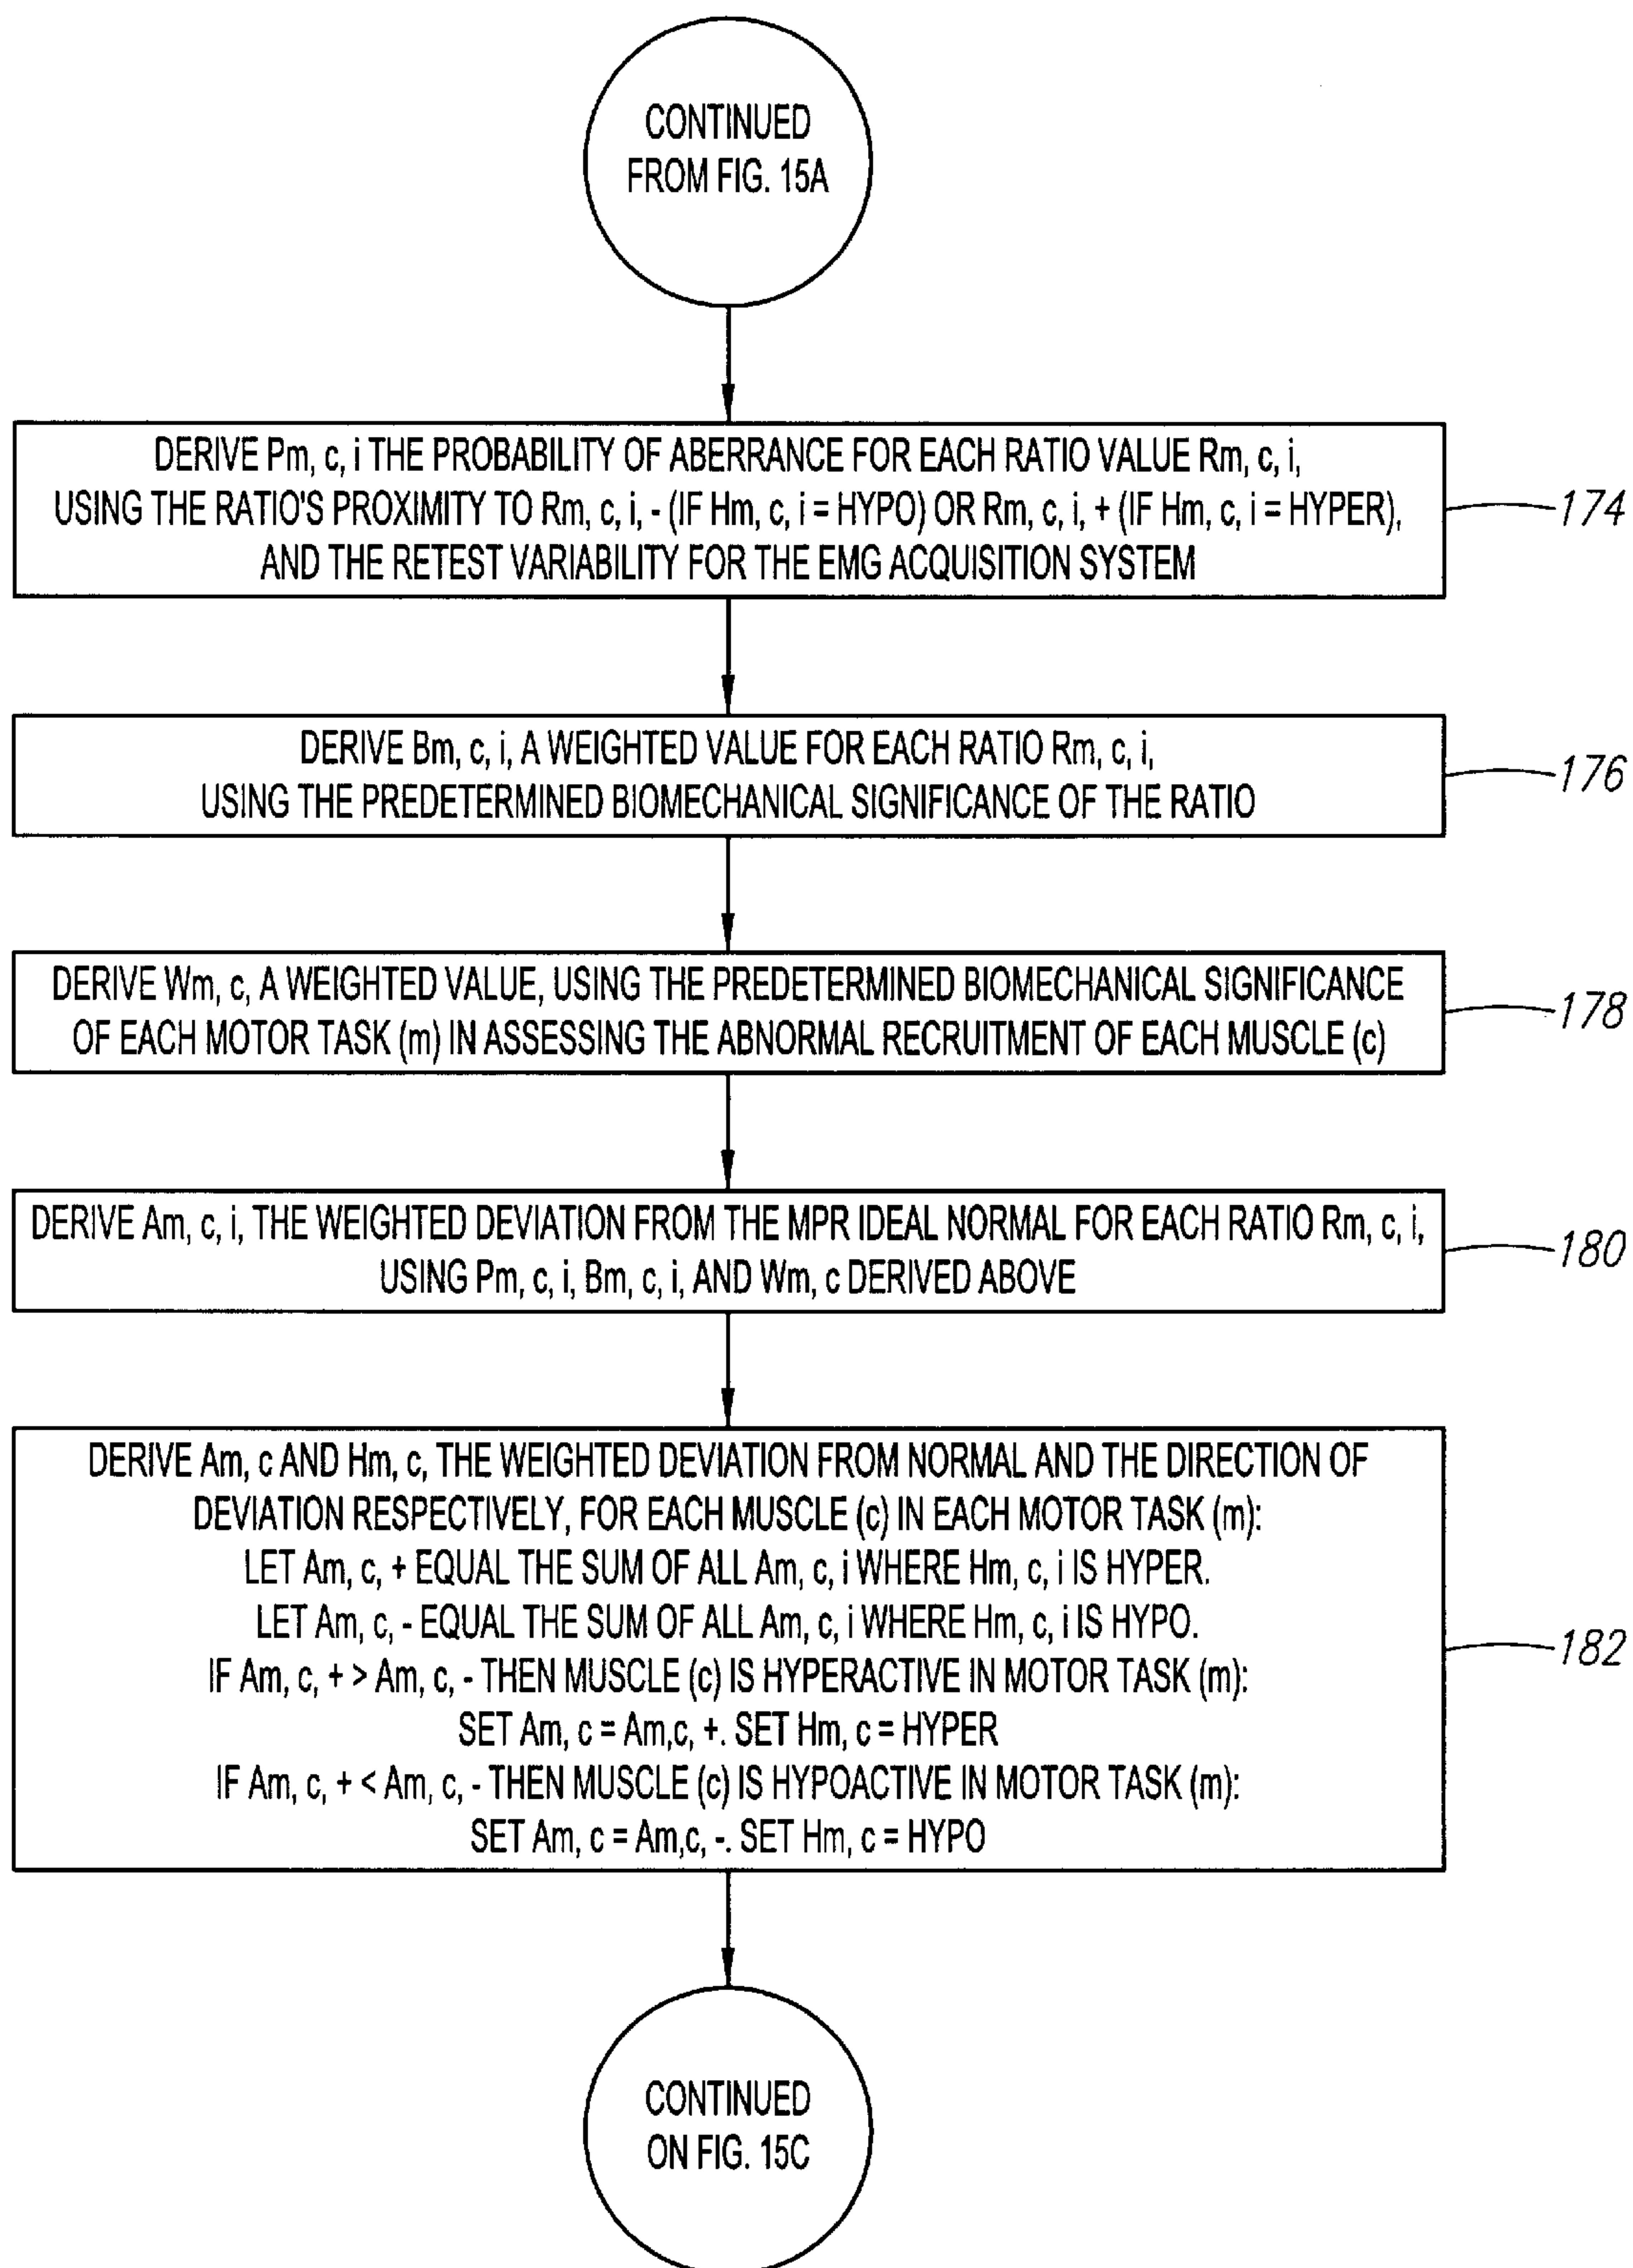 CONTINUED
FROM FIG. 15A
DERIVE Pm, c, i THE PROBABILITY OF ABERRANCE FOR EACH RATIO VALUE Rm, c, i,
USING THE RATIO'S PROXIMITY TO Rm, c, i, - (IF Hm, c, i = HYPO) OR Rm, c, i, + (IF Hm, c, i = HYPER),
AND THE RETEST VARIABILITY FOR THE EMG ACQUISITION SYSTEM
174
DERIVE Bm, c, i, A WEIGHTED VALUE FOR EACH RATIO Rm, c, i,
USING THE PREDETERMINED BIOMECHANICAL SIGNIFICANCE OF THE RATIO
176
DERIVE Wm, c, A WEIGHTED VALUE, USING THE PREDETERMINED BIOMECHANICAL SIGNIFICANCE
OF EACH MOTOR TASK (m) IN ASSESSING THE ABNORMAL RECRUITMENT OF EACH MUSCLE (c)
178
DERIVE Am, c, i, THE WEIGHTED DEVIATION FROM THE MPR IDEAL NORMAL FOR EACH RATIO Rm, c, i,
USING Pm, c, i, Bm, c, i, AND Wm, c DERIVED ABOVE
180
DERIVE Am, c AND Hm, c, THE WEIGHTED DEVIATION FROM NORMAL AND THE DIRECTION OF
DEVIATION RESPECTIVELY, FOR EACH MUSCLE (c) IN EACH MOTOR TASK (m):
LET Am, c, + EQUAL THE SUM OF ALL Am, c, i WHERE Hm, c, i IS HYPER.
LET Am, c, - EQUAL THE SUM OF ALL Am, c, i WHERE Hm, c, i IS HYPO.
IF Am, c, + > Am, c, - THEN MUSCLE (c) IS HYPERACTIVE IN MOTOR TASK (m):
SET Am, c = Am,c, +. SET Hm, c = HYPER
IF Am, c, + < Am, c, - THEN MUSCLE (c) IS HYPOACTIVE IN MOTOR TASK (m):
SET Am, c = Am,c, -. SET Hm, c = HYPO
182
CONTINUED
ON FIG. 15C